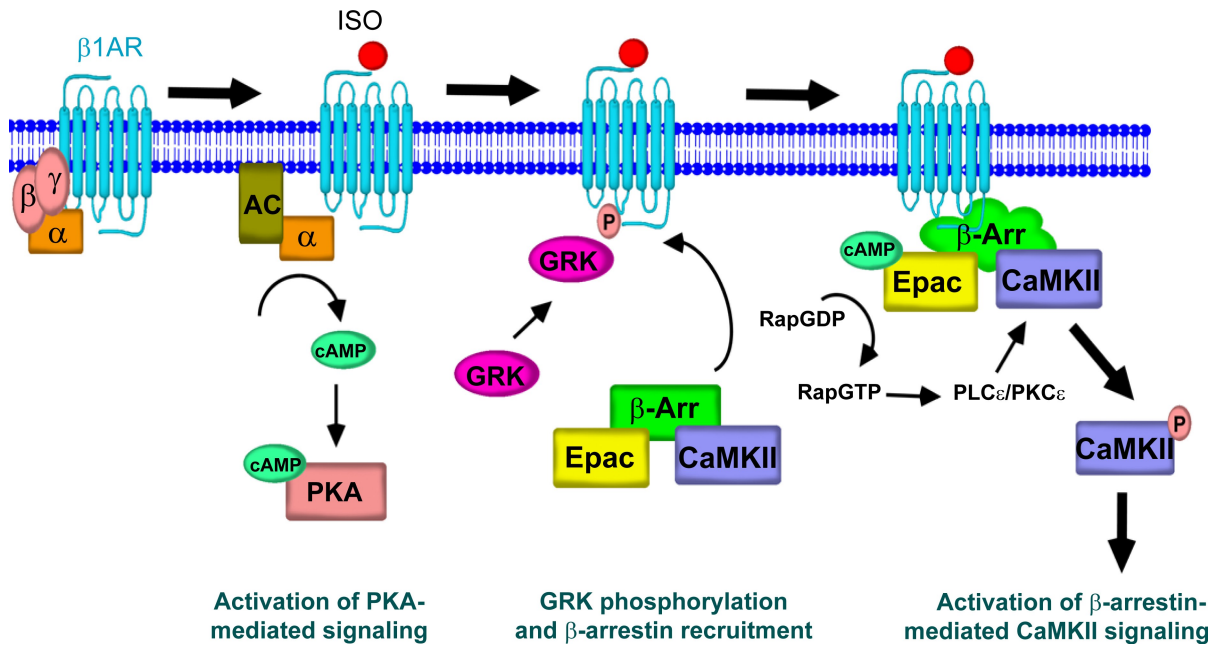 β1AR
β
γ
α
ISO
AC
α
cAMP
cAMP
PKA
Activation of PKA-
mediated signaling
P
GRK
GRK
β-Arr
Epac
CaMKII
GRK phosphorylation
and β-arrestin recruitment
β-Arr
cAMP
Epac
CaMKII
RapGDP
RapGTP
PLCε/PKCε
P
CaMKII
Activation of β-arrestin-
mediated CaMKII signaling